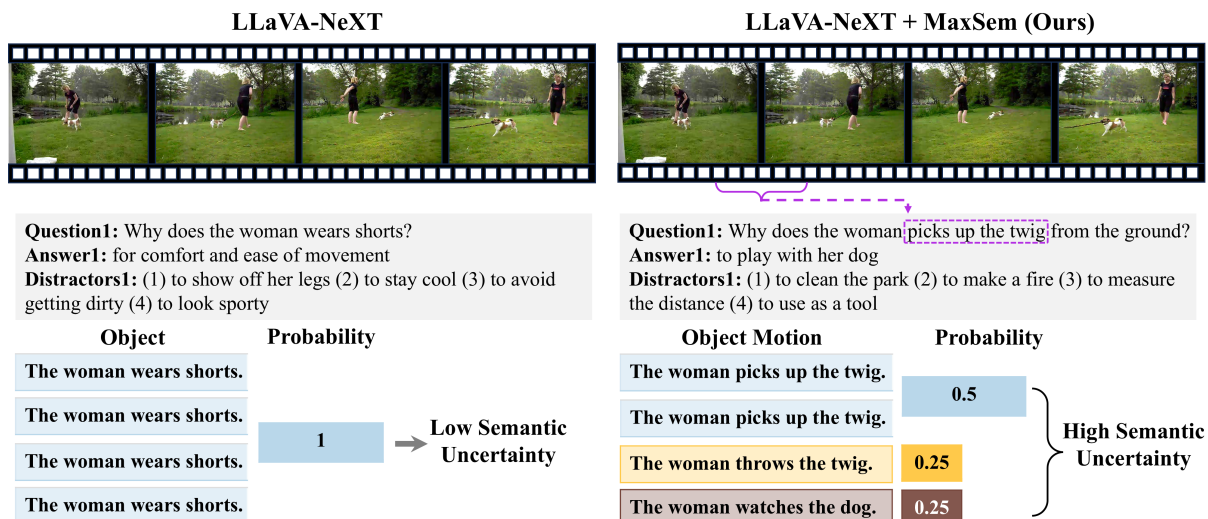 LLaVA-NeXT
Question1: Why does the woman wears shorts?
Answer1: for comfort and ease of movement
Distractors1: (1) to show off her legs (2) to stay cool (3) to avoid
getting dirty (4) to look sporty
Object Probability
The woman wears shorts.
The woman wears shorts.
The woman wears shorts.
The woman wears shorts.
1
Low Semantic
Uncertainty
LLaVA-NeXT + MaxSem (Ours)
Question1: Why does the woman picks up the twig from the ground?
Answer1: to play with her dog
Distractors1: (1) to clean the park (2) to make a fire (3) to measure
the distance (4) to use as a tool
Object Motion Probability
The woman picks up the twig.
The woman picks up the twig.
0.5
The woman throws the twig. 0.25
The woman watches the dog. 0.25
High Semantic
Uncertainty